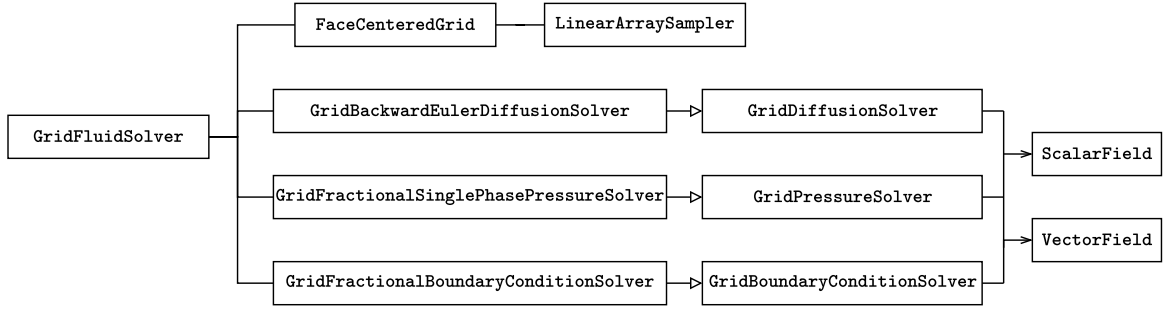 FaceCenteredGrid
LinearArraySampler
GridBackwardEulerDiffusionSolver
GridDiffusionSolver
GridFluidSolver
ScalarField
GridFractionalSinglePhasePressureSolver
GridPressureSolver
VectorField
GridFractionalBoundaryConditionSolver
GridBoundaryConditionSolver